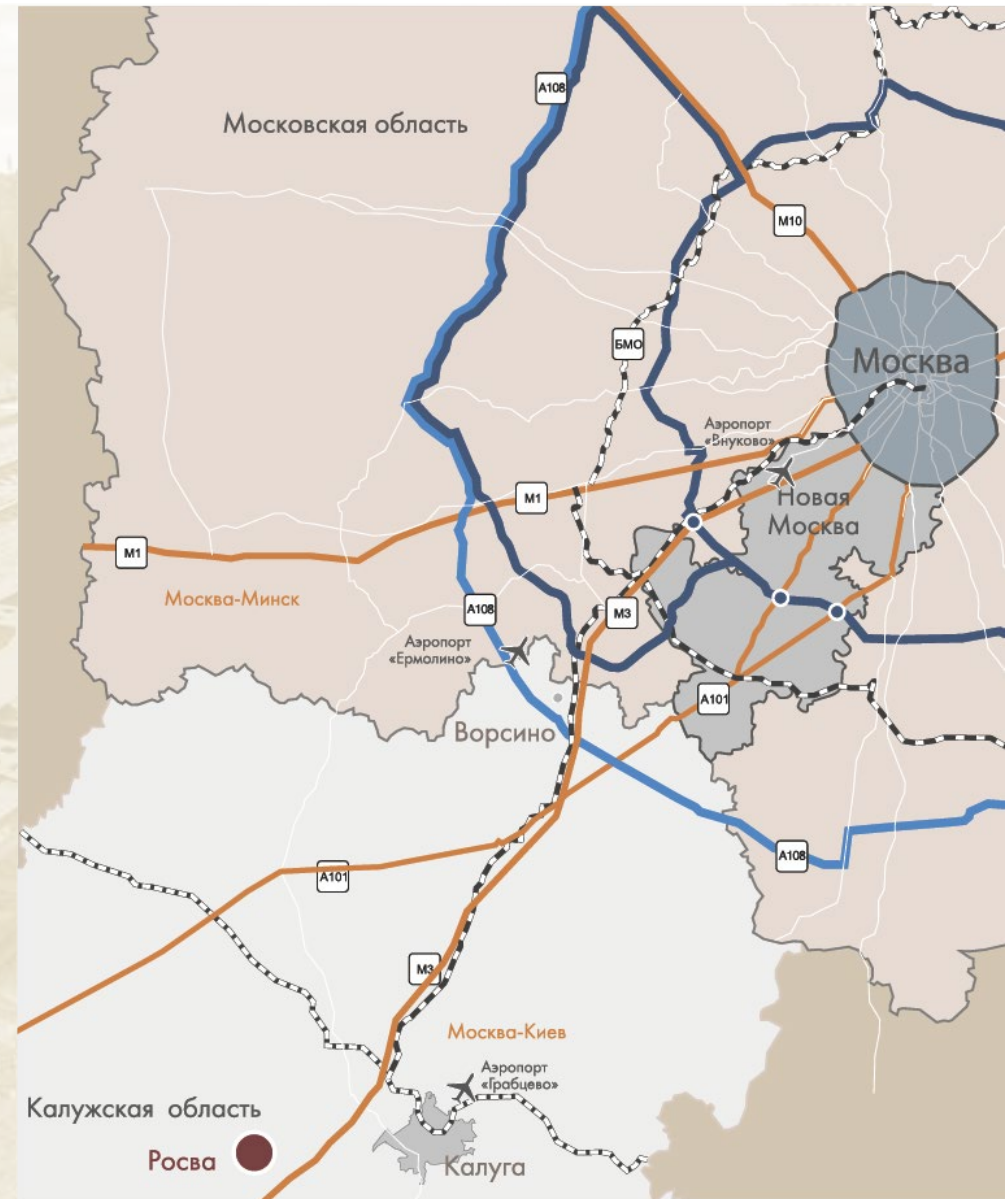 А108
Московская область
М10
БМО
Москва
Аэропорт
«Внуково»
М1
Новая
Москва
М1
Москва-Минск
А108
М3
Аэропорт
«Ермолино»
А101
Ворсино
А108
А101
М3
Москва-Киев
Аэропорт
«Грабцево»
Калужская область
Росва
Калуга